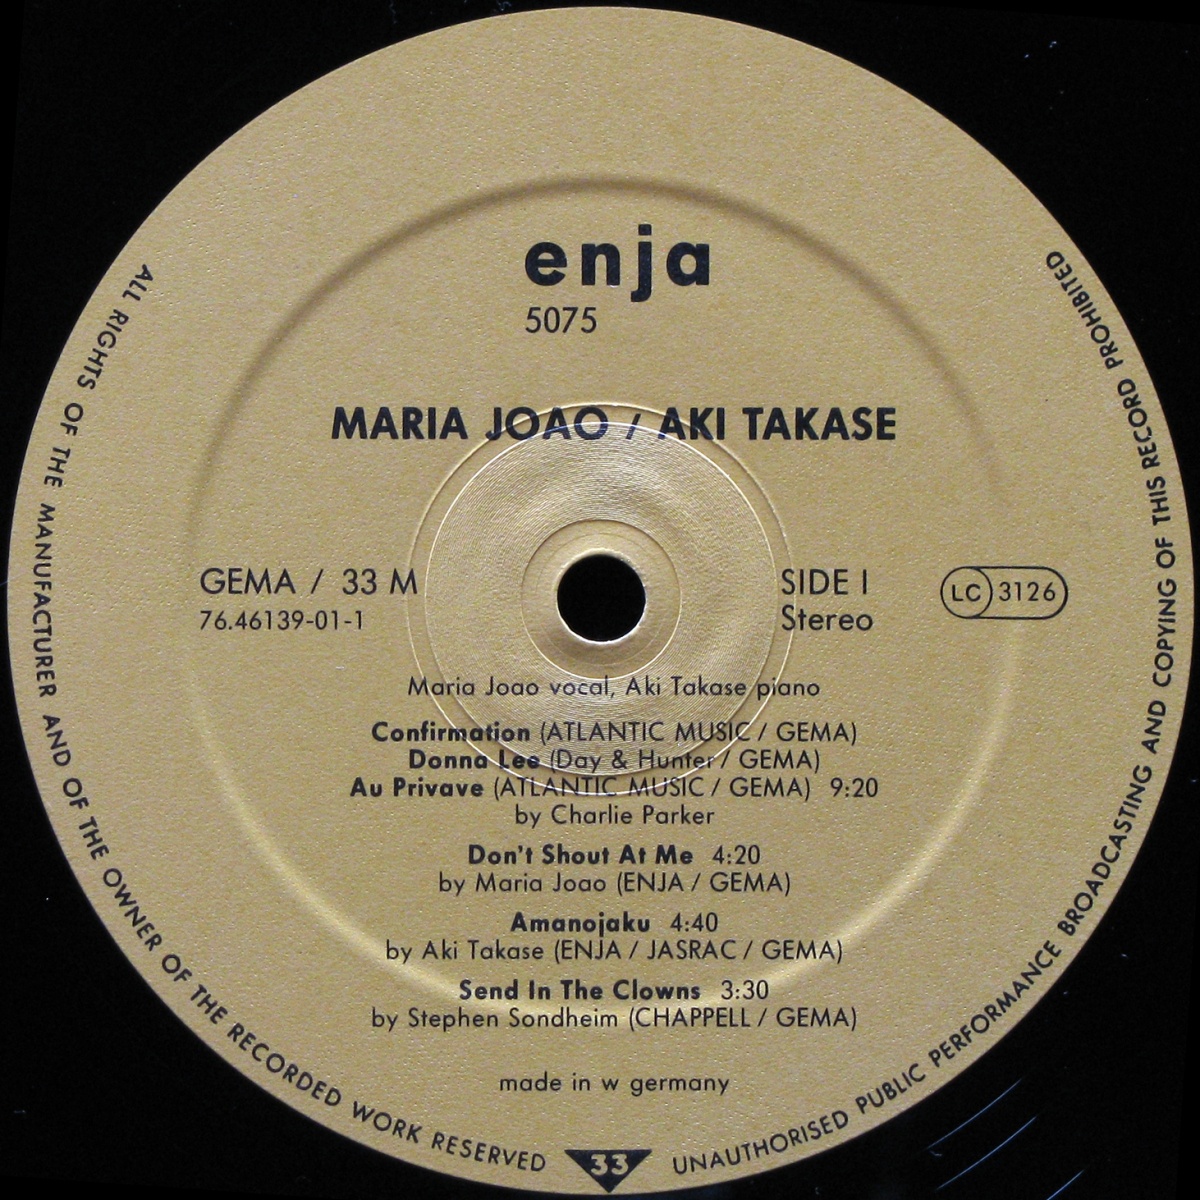 enja
5075
MARIA JOAO / AKI TAKASE
GEMA / 33 M
76.46139-01-1
SIDE I
Stereo
LC 3126
Maria Joao vocal, Aki Takase piano
Confirmation (ATLANTIC MUSIC / GEMA)
Donna Lee (Day & Hunter / GEMA)
Au Privave (ATLANTIC MUSIC / GEMA) 9:20
by Charlie Parker
Don't Shout At Me 4:20
by Maria Joao (ENJA / GEMA)
Amanojaku 4:40
by Aki Takase (ENJA / JASRAC / GEMA)
Send In The Clowns 3:30
by Stephen Sondheim (CHAPPELL / GEMA)
made in w germany
ALL RIGHTS OF THE MANUFACTURER AND OF THE OWNER OF THE RECORDED WORK RESERVED
33
UNAUTHORISED PUBLIC PERFORMANCE BROADCASTING AND COPYING OF THIS RECORD PROHIBITED